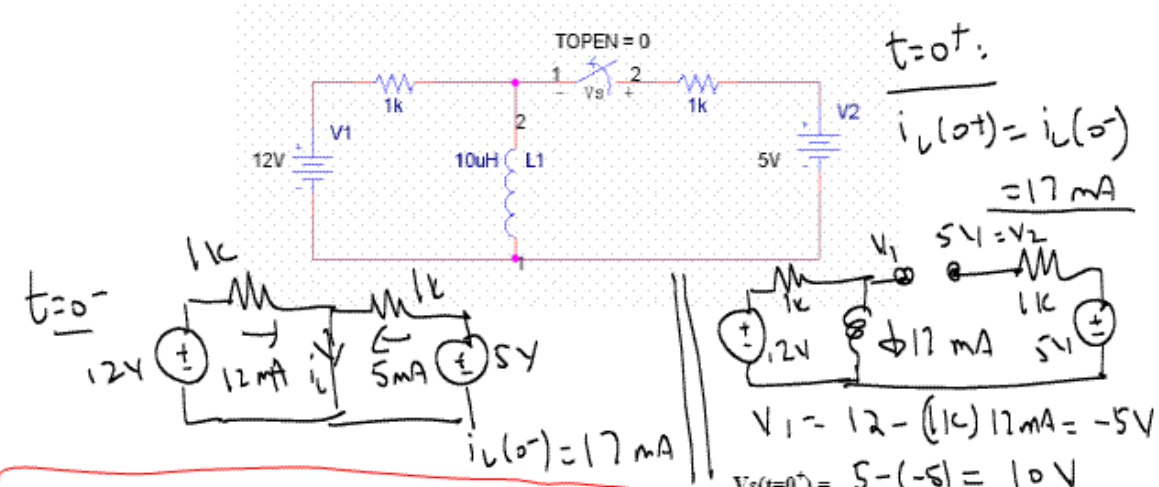 TOPEN = 0
1 2
Vs
- +
1k
1k
V1
12V
2
10uH L1
1
V2
5V
t=0+:
iL(0+) = iL(0-)
= 17 mA
t=0-
1k
1k
12V
12 mA
iL
5mA
5V
iL(0-) = 17 mA
V1
5V = V2
1k
1k
12V
17 mA
5V
V1 = 12 - (1k) 17mA = -5V
Vs(t=0+) = 5-(-5) = 10 V